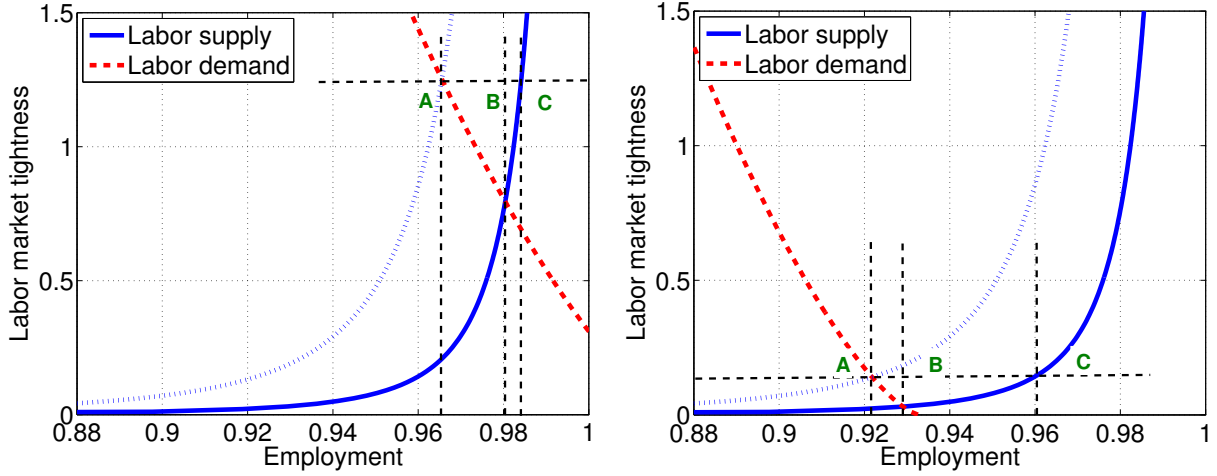 Labor market tightness
1.5
1
0.5
0
Labor supply
Labor demand
A
B
C
0.88
0.9
0.92
0.94
0.96
0.98
1
Employment
Labor market tightness
1.5
1
0.5
0
Labor supply
Labor demand
A
B
C
0.88
0.9
0.92
0.94
0.96
0.98
1
Employment